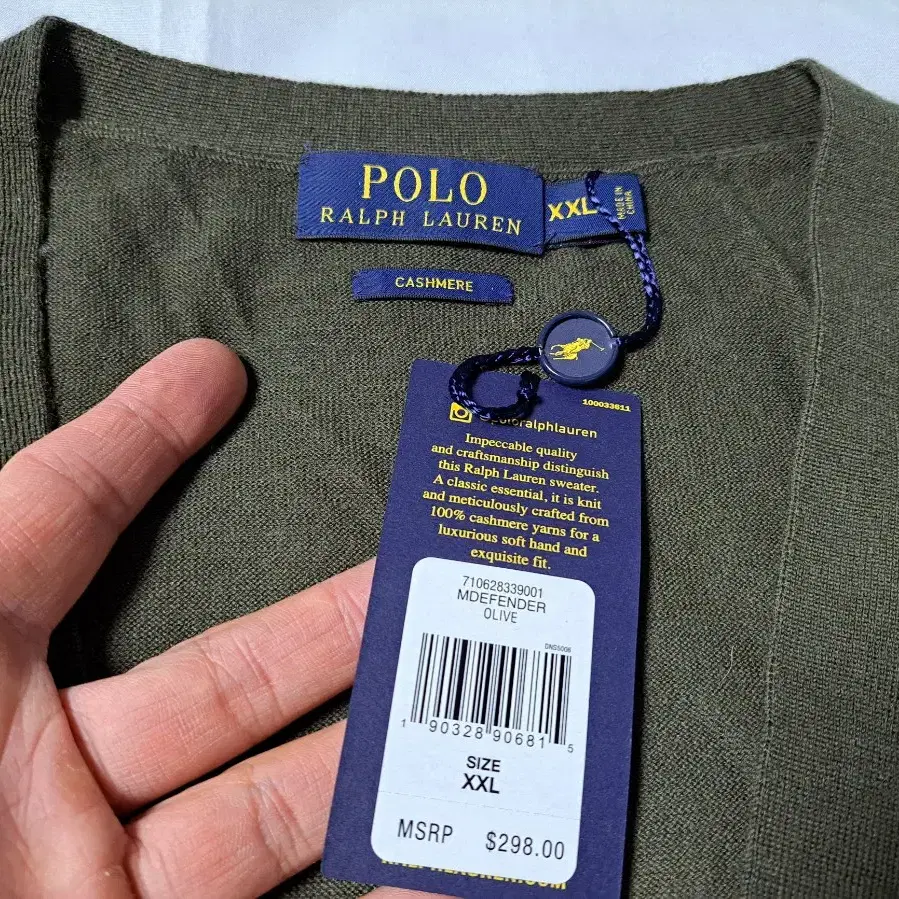 POLO
RALPH LAUREN
XXL
MADE IN
CHINA
CASHMERE
100033611
poloralphlauren
Impeccable quality
and craftsmanship distinguish
this Ralph Lauren sweater.
A classic essential, it is knit
and meticulously crafted from
100% cashmere yarns for a
luxurious soft hand and
exquisite fit.
710628339001
MDEFENDER
OLIVE
DNS5006
1 90328 90681 5
SIZE
XXL
MSRP $298.00